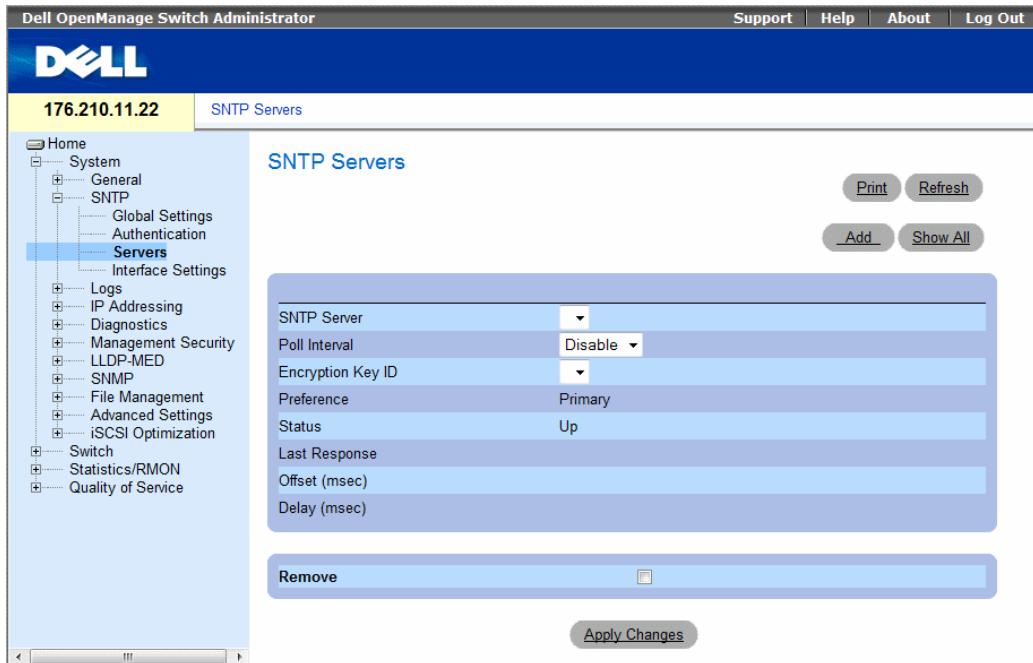 Dell OpenManage Switch Administrator Support Help About Log Out
DELL
176.210.11.22 SNTP Servers
Home
System
General
SNTP
Global Settings
Authentication
Servers
Interface Settings
Logs
IP Addressing
Diagnostics
Management Security
LLDP-MED
SNMP
File Management
Advanced Settings
iSCSI Optimization
Switch
Statistics/RMON
Quality of Service
SNTP Servers
Print Refresh
Add Show All
SNTP Server
Poll Interval Disable
Encryption Key ID
Preference Primary
Status Up
Last Response
Offset (msec)
Delay (msec)
Remove
Apply Changes